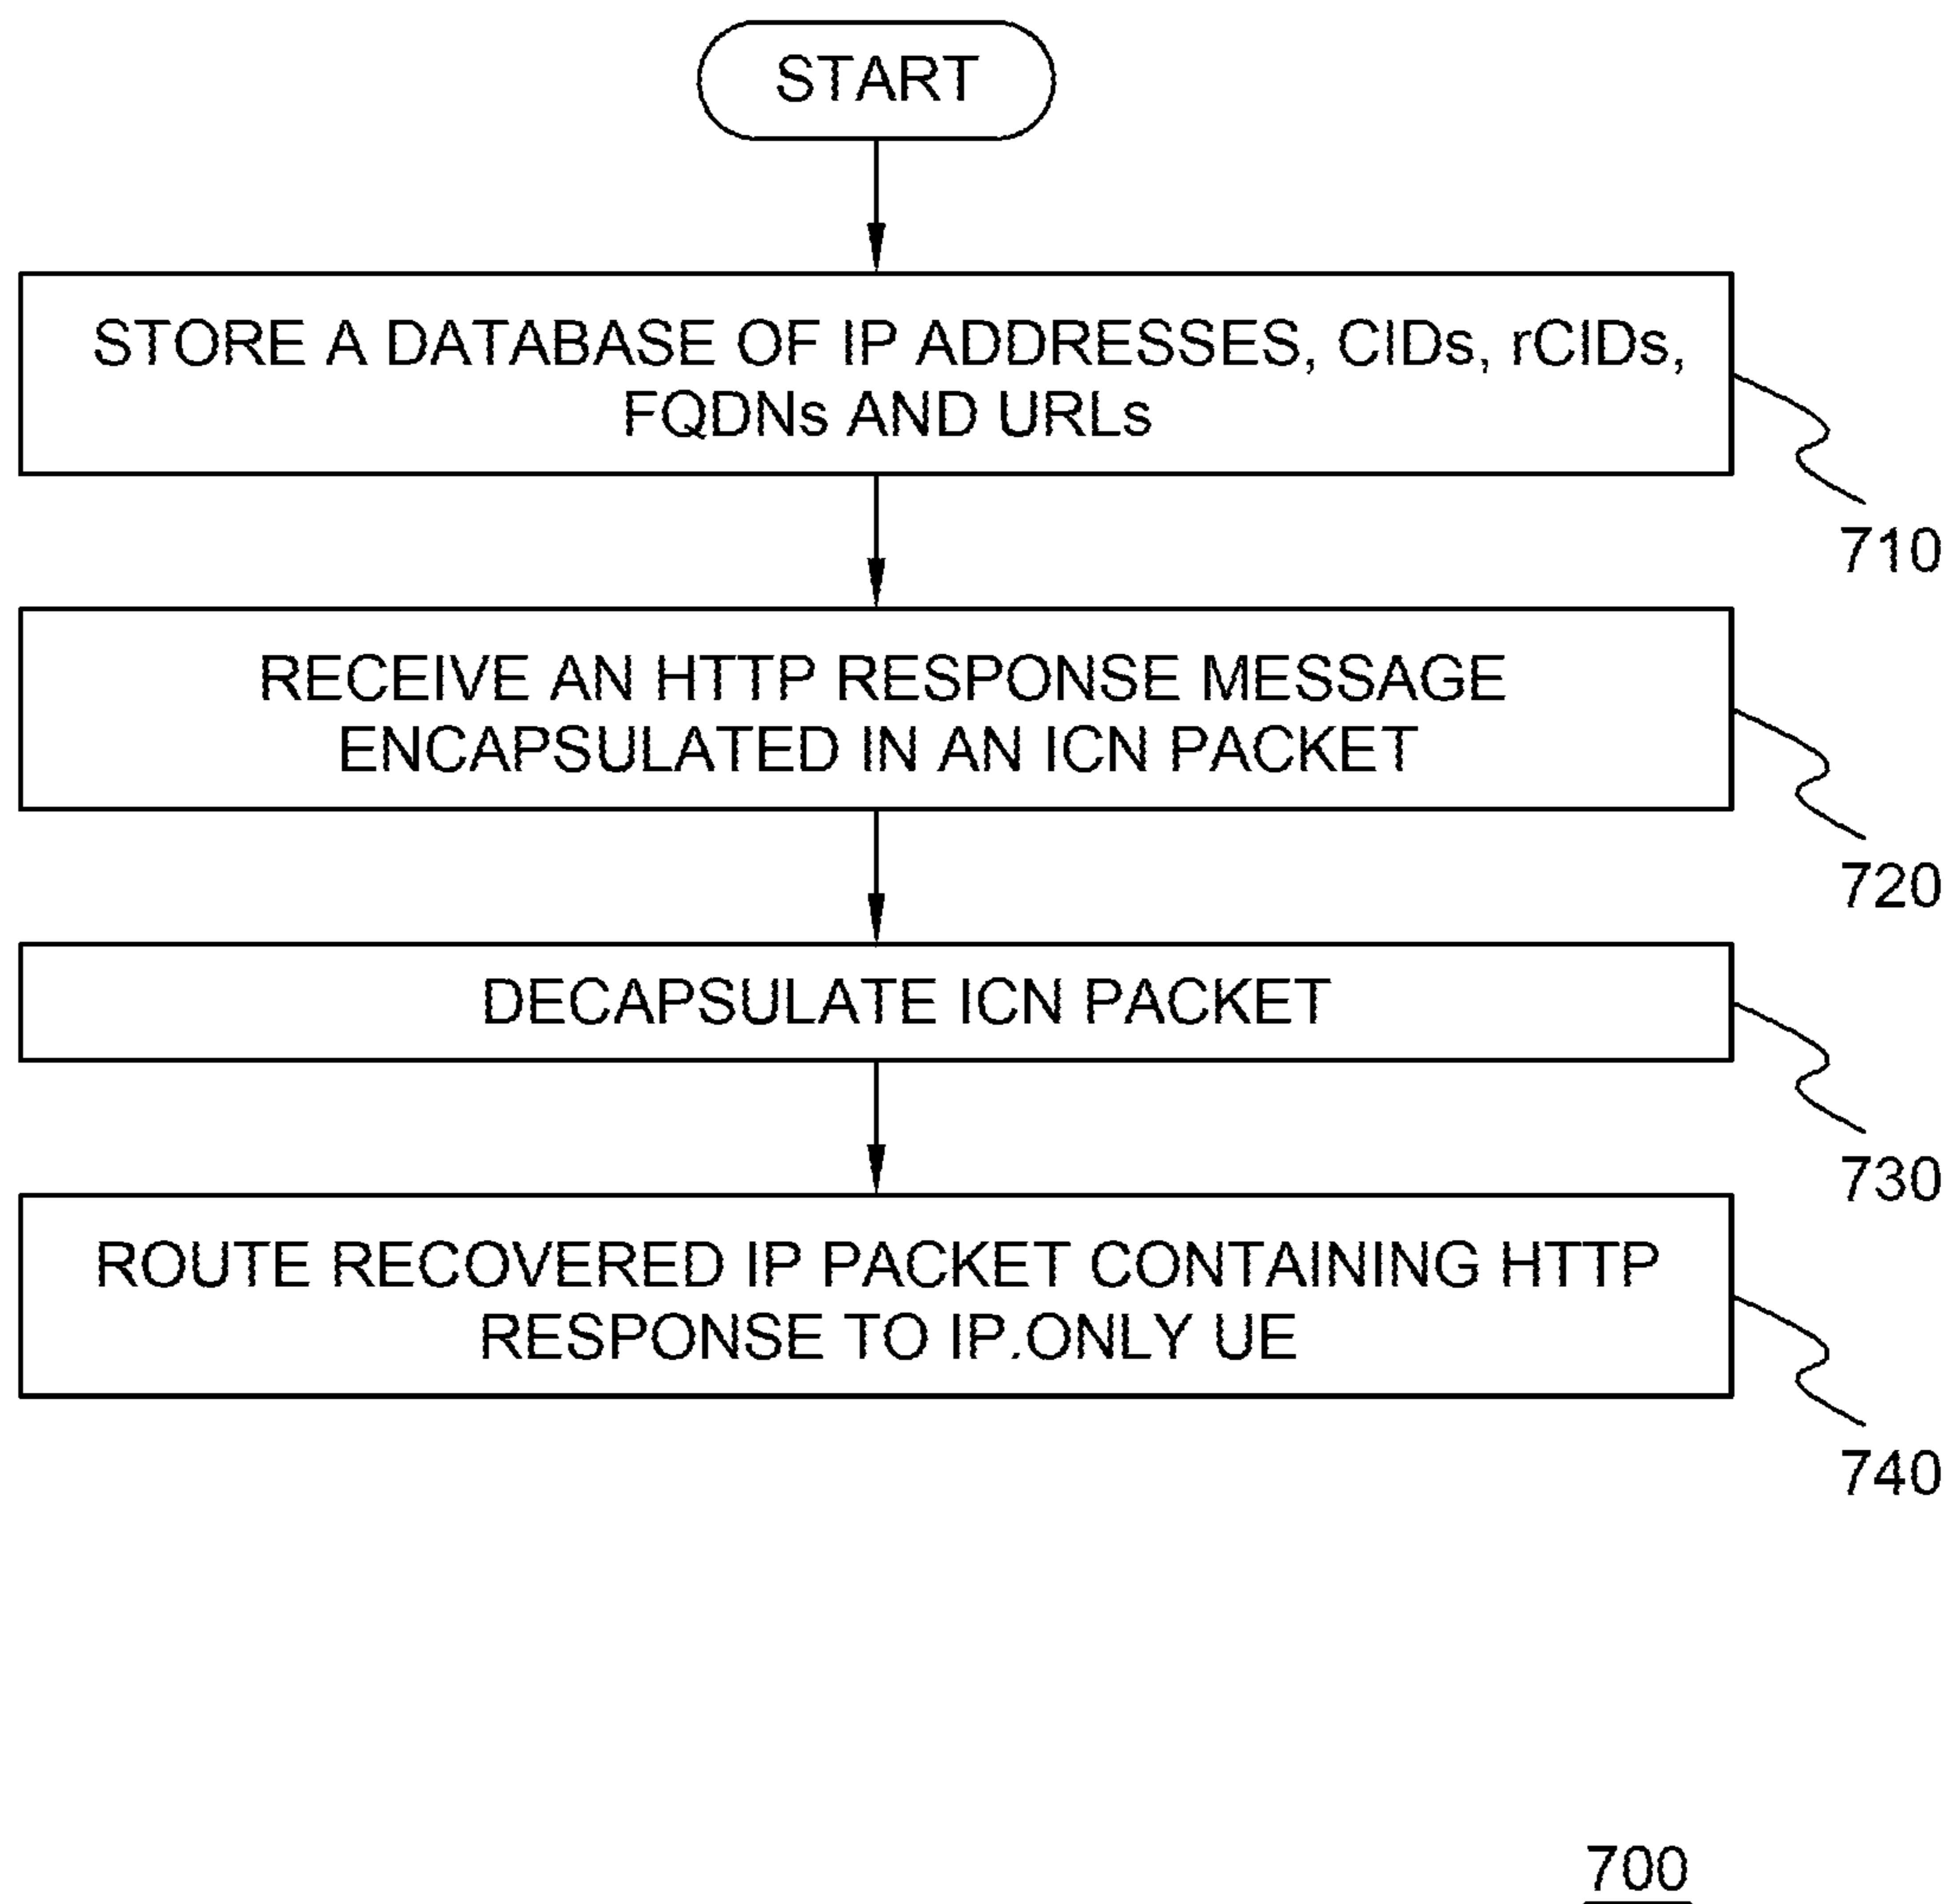 START
STORE A DATABASE OF IP ADDRESSES, CIDs, rCIDs,
FQDNs AND URLs
710
RECEIVE AN HTTP RESPONSE MESSAGE
ENCAPSULATED IN AN ICN PACKET
720
DECAPSULATE ICN PACKET
730
ROUTE RECOVERED IP PACKET CONTAINING HTTP
RESPONSE TO IP.ONLY UE
740
700